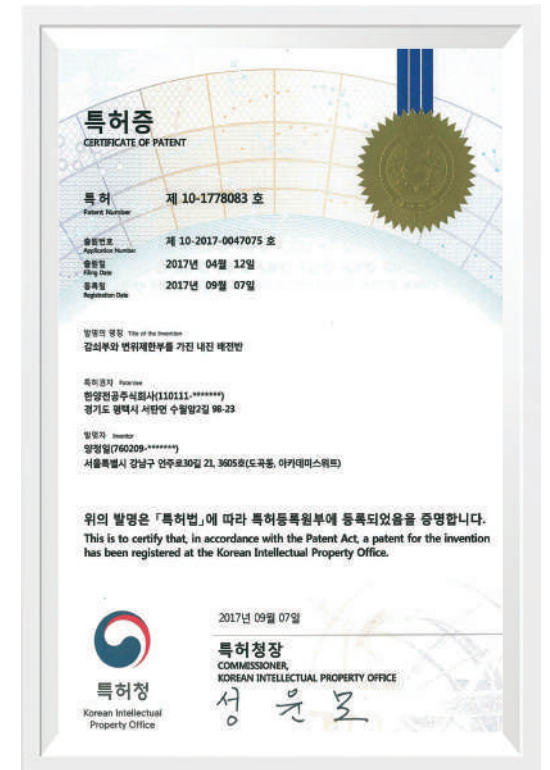 특허증
CERTIFICATE OF PATENT
특 허 제 10-1778083 호
Patent Number
출원번호 제 10-2017-0047075 호
Application Number
출원일 2017년 04월 12일
Filing Date
등록일 2017년 09월 07일
Registration Date
발명의 명칭 Title of the Invention
감쇠부와 변위제한부를 가진 내진 배전반
특허권자 Patentee
한양전공주식회사(110111-*******)
경기도 평택시 서탄면 수월암2길 98-23
발명자 Inventor
양정일(760209-*******)
서울특별시 강남구 언주로30길 21, 3605호(도곡동, 아카데미스위트)
위의 발명은 「특허법」에 따라 특허등록원부에 등록되었음을 증명합니다.
This is to certify that, in accordance with the Patent Act, a patent for the invention
has been registered at the Korean Intellectual Property Office.
2017년 09월 07일
특허청장
COMMISSIONER,
KOREAN INTELLECTUAL PROPERTY OFFICE
성 윤 모
특허청
Korean Intellectual
Property Office